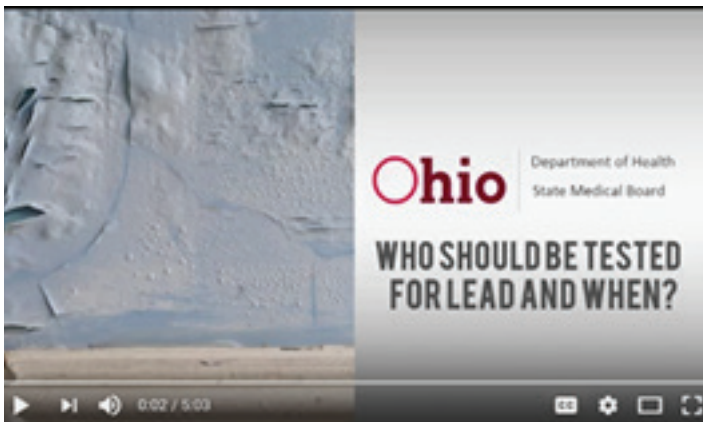 Ohio
Department of Health
State Medical Board
WHO SHOULD BE TESTED
FOR LEAD AND WHEN?
0:02 / 5:03
CC